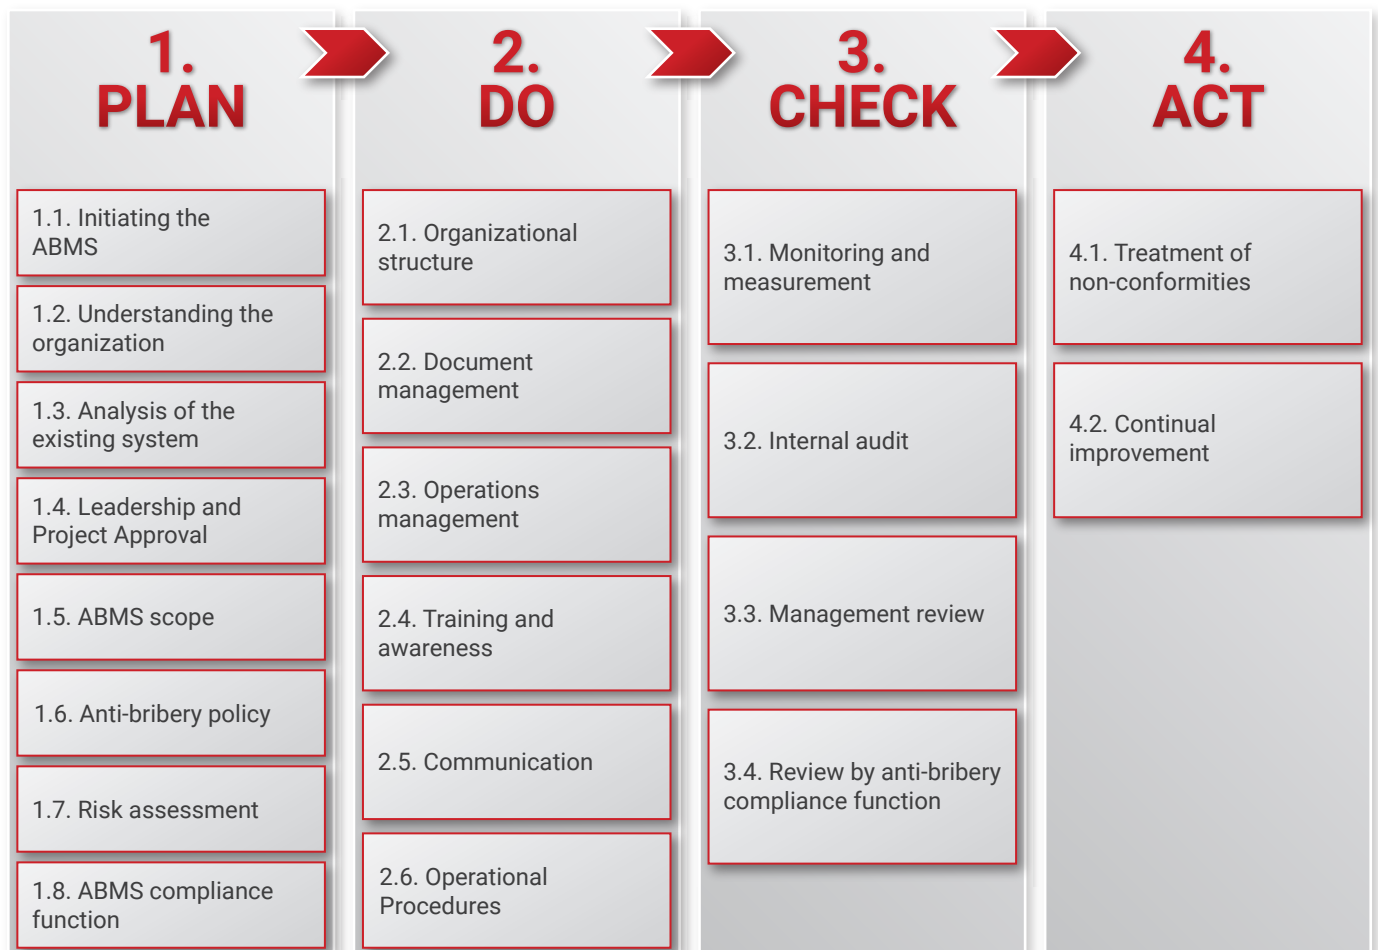 1.
PLAN
1.1. Initiating the
ABMS
1.2. Understanding the
organization
1.3. Analysis of the
existing system
1.4. Leadership and
Project Approval
1.5. ABMS scope
1.6. Anti-bribery policy
1.7. Risk assessment
1.8. ABMS compliance
function
2.
DO
2.1. Organizational
structure
2.2. Document
management
2.3. Operations
management
2.4. Training and
awareness
2.5. Communication
2.6. Operational
Procedures
3.
CHECK
3.1. Monitoring and
measurement
3.2. Internal audit
3.3. Management review
3.4. Review by anti-bribery
compliance function
4.
ACT
4.1. Treatment of
non-conformities
4.2. Continual
improvement